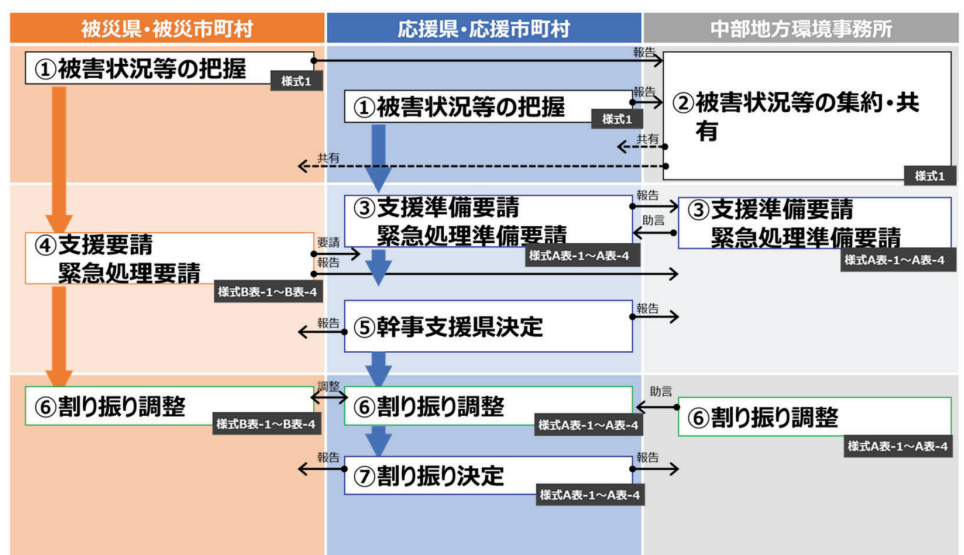 被災県・被災市町村
応援県・応援市町村
中部地方環境事務所
①被害状況等の把握
様式1
報告
①被害状況等の把握
様式1
報告
②被害状況等の集約・共
有
様式1
共有
共有
③支援準備要請
緊急処理準備要請
様式A表-1～A表-4
報告
助言
③支援準備要請
緊急処理準備要請
様式A表-1～A表-4
④支援要請
緊急処理要請
様式B表-1～B表-4
要請
報告
⑤幹事支援県決定
報告
報告
⑥割り振り調整
様式B表-1～B表-4
調整
⑥割り振り調整
様式A表-1～A表-4
助言
⑥割り振り調整
様式A表-1～A表-4
報告
⑦割り振り決定
様式A表-1～A表-4
報告